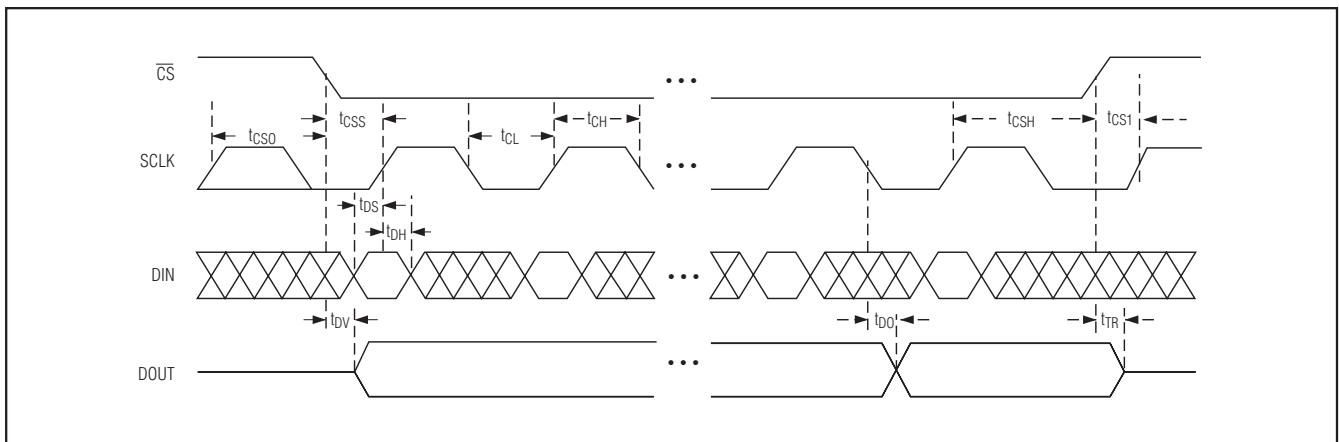 CS
tCSS
tCL
tCH
tCSH
tCS1
tCSO
SCLK
tDS
tDH
DIN
tDV
tDO
tTR
DOUT